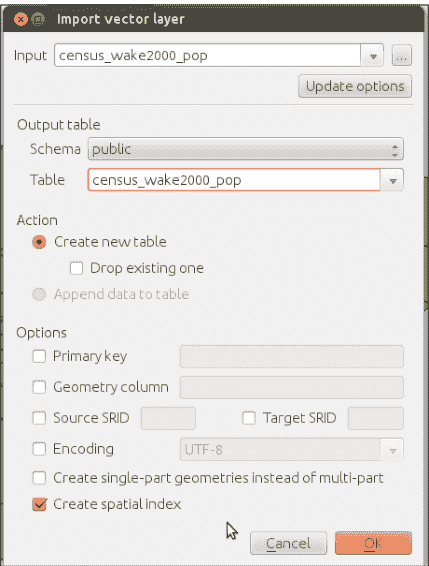 Import vector layer
Input census_wake2000_pop ...
Update options
Output table
Schema public
Table census_wake2000_pop
Action
Create new table
Drop existing one
Append data to table
Options
Primary key
Geometry column
Source SRID Target SRID
Encoding UTF-8
Create single-part geometries instead of multi-part
Create spatial index
Cancel OK